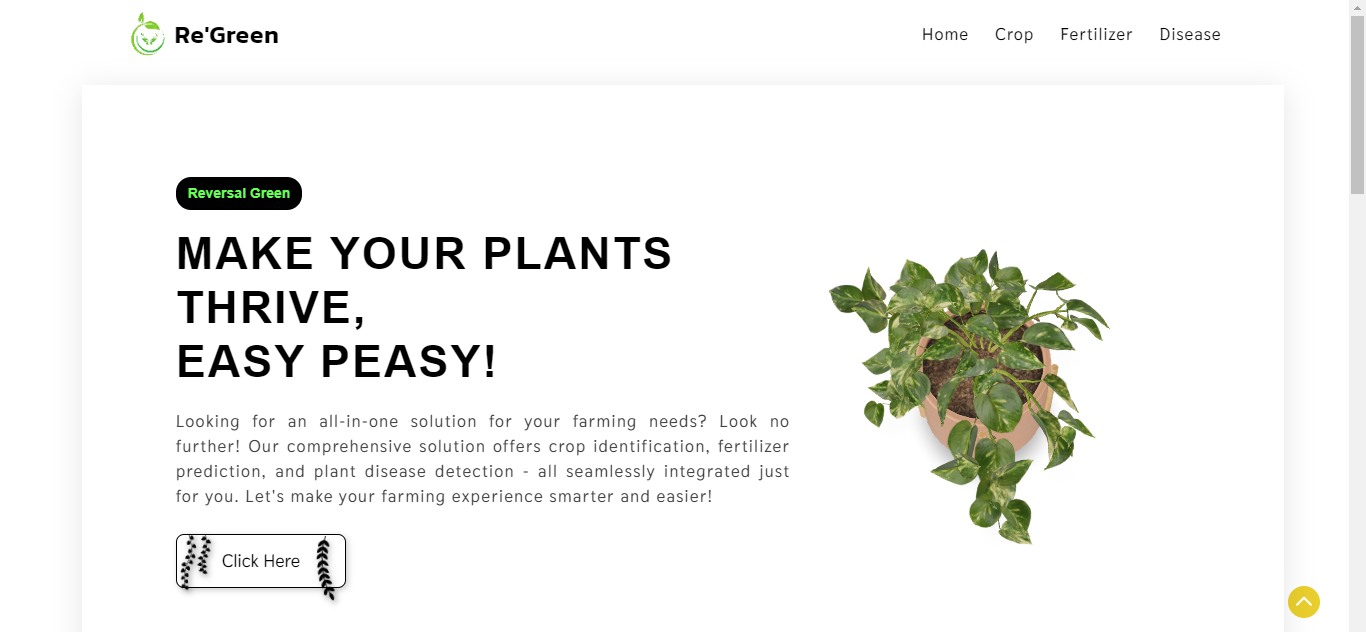 Re'Green
Home Crop Fertilizer Disease
Reversal Green
MAKE YOUR PLANTS
THRIVE,
EASY PEASY!
Looking for an all-in-one solution for your farming needs? Look no
further! Our comprehensive solution offers crop identification, fertilizer
prediction, and plant disease detection - all seamlessly integrated just
for you. Let's make your farming experience smarter and easier!
Click Here